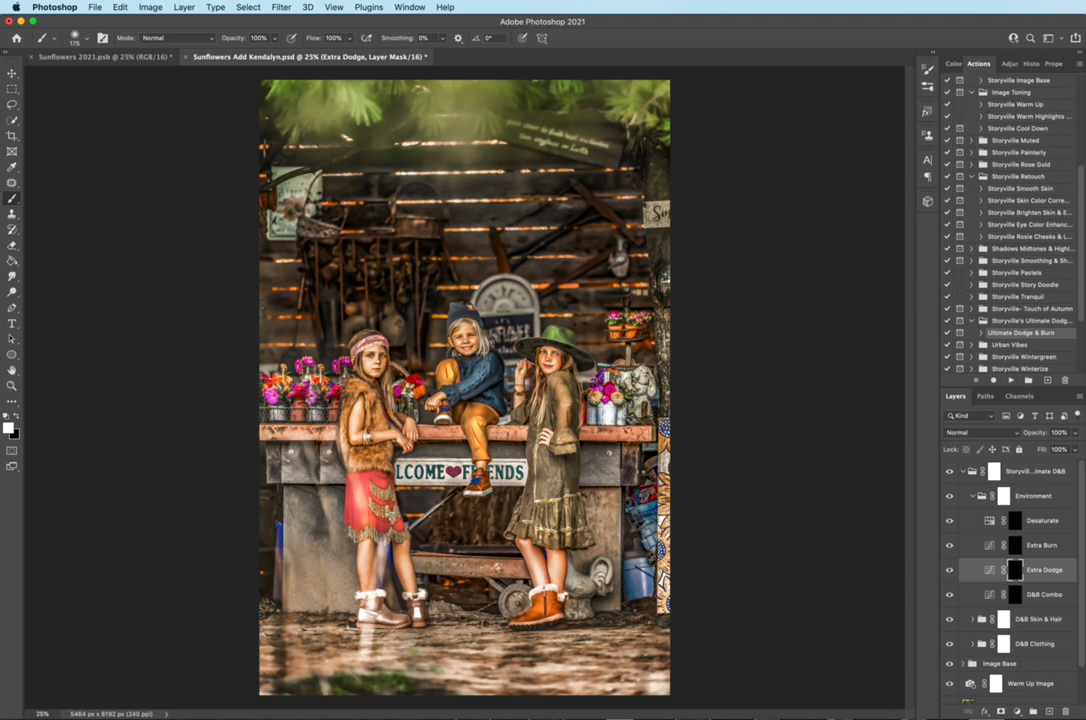 Photoshop File Edit Image Layer Type Select Filter 3D View Plugins Window Help
Adobe Photoshop 2021
175 Mode: Normal Opacity: 100% Flow: 100% Smoothing: 0% 0°
Sunflowers 2021.psb @ 25% (RGB/16) * Sunflowers Add Kendalyn.psd @ 25% (Extra Dodge, Layer Mask/16) *
Color Actions Adjus Histo Prope
Storyville Image Base
Image Toning
Storyville Warm Up
Storyville Warm Highlights ...
Storyville Cool Down
Storyville Muted
Storyville Painterly
Storyville Rose Gold
Storyville Retouch
Storyville Smooth Skin
Storyville Skin Color Corre...
Storyville Brighten Skin & E...
Storyville Eye Color Enhanc...
Storyville Rosie Cheeks & L...
Shadows Midtones & Highl...
Storyville Smoothing & Sh...
Storyville Pastels
Storyville Story Doodle
Storyville Tranquil
Storyville- Touch of Autumn
Storyville's Ultimate Dodg...
Ultimate Dodge & Burn
Urban Vibes
Storyville Wintergreen
Storyville Winterize
LCOME FRIENDS
Layers Paths Channels
Kind
Normal Opacity: 100%
Lock: Fill: 100%
Storyvill...imate D&B
Environment
Desaturate
Extra Burn
Extra Dodge
D&B Combo
D&B Skin & Hair
D&B Clothing
Image Base
Warm Up Image
25% 5464 px x 8192 px (240 ppi)